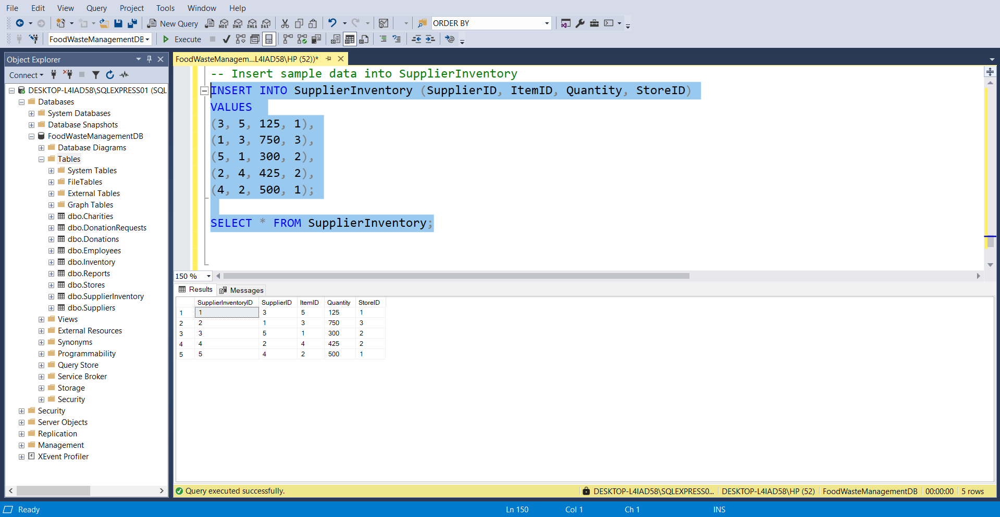 File Edit View Query Project Tools Window Help
New Query MDX DMX XMLA DAX ORDER BY
FoodWasteManagementDB Execute
Object Explorer
Connect
DESKTOP-L4IAD58\SQLEXPRESS01 (SQL
Databases
System Databases
Database Snapshots
FoodWasteManagementDB
Database Diagrams
Tables
System Tables
FileTables
External Tables
Graph Tables
dbo.Charities
dbo.DonationRequests
dbo.Donations
dbo.Employees
dbo.Inventory
dbo.Reports
dbo.Stores
dbo.SupplierInventory
dbo.Suppliers
Views
External Resources
Synonyms
Programmability
Query Store
Service Broker
Storage
Security
Security
Server Objects
Replication
Management
XEvent Profiler
FoodWasteManagem...L4IAD58\HP (52))*
-- Insert sample data into SupplierInventory
INSERT INTO SupplierInventory (SupplierID, ItemID, Quantity, StoreID)
VALUES
(3, 5, 125, 1),
(1, 3, 750, 3),
(5, 1, 300, 2),
(2, 4, 425, 2),
(4, 2, 500, 1);
SELECT * FROM SupplierInventory;
150 %
Results Messages
SupplierInventoryID SupplierID ItemID Quantity StoreID
1 1 3 5 125 1
2 2 1 3 750 3
3 3 5 1 300 2
4 4 2 4 425 2
5 5 4 2 500 1
Query executed successfully. DESKTOP-L4IAD58\SQLEXPRESS0... DESKTOP-L4IAD58\HP (52) FoodWasteManagementDB 00:00:00 5 rows
Ready Ln 150 Col 1 Ch 1 INS